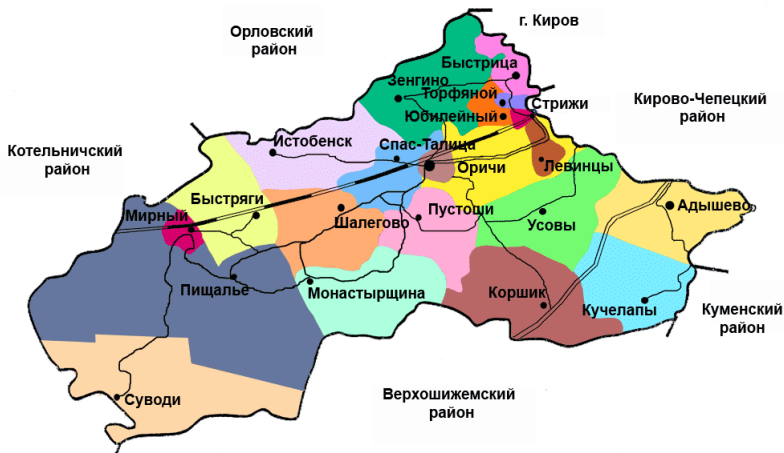 г. Киров
Орловский
район
Быстрица
Зенгино
Торфяной
Стрижи
Кирово-Чепецкий
район
Юбилейный
Истобенск
Спас-Талица
Котельничский
район
Оричи
Левинцы
Быстряги
Мирный
Пустоши
Адышево
Шалегово
Усовы
Пищалье
Монастырщина
Коршик
Кучелапы
Куменский
район
Верхошижемский
район
Суводи